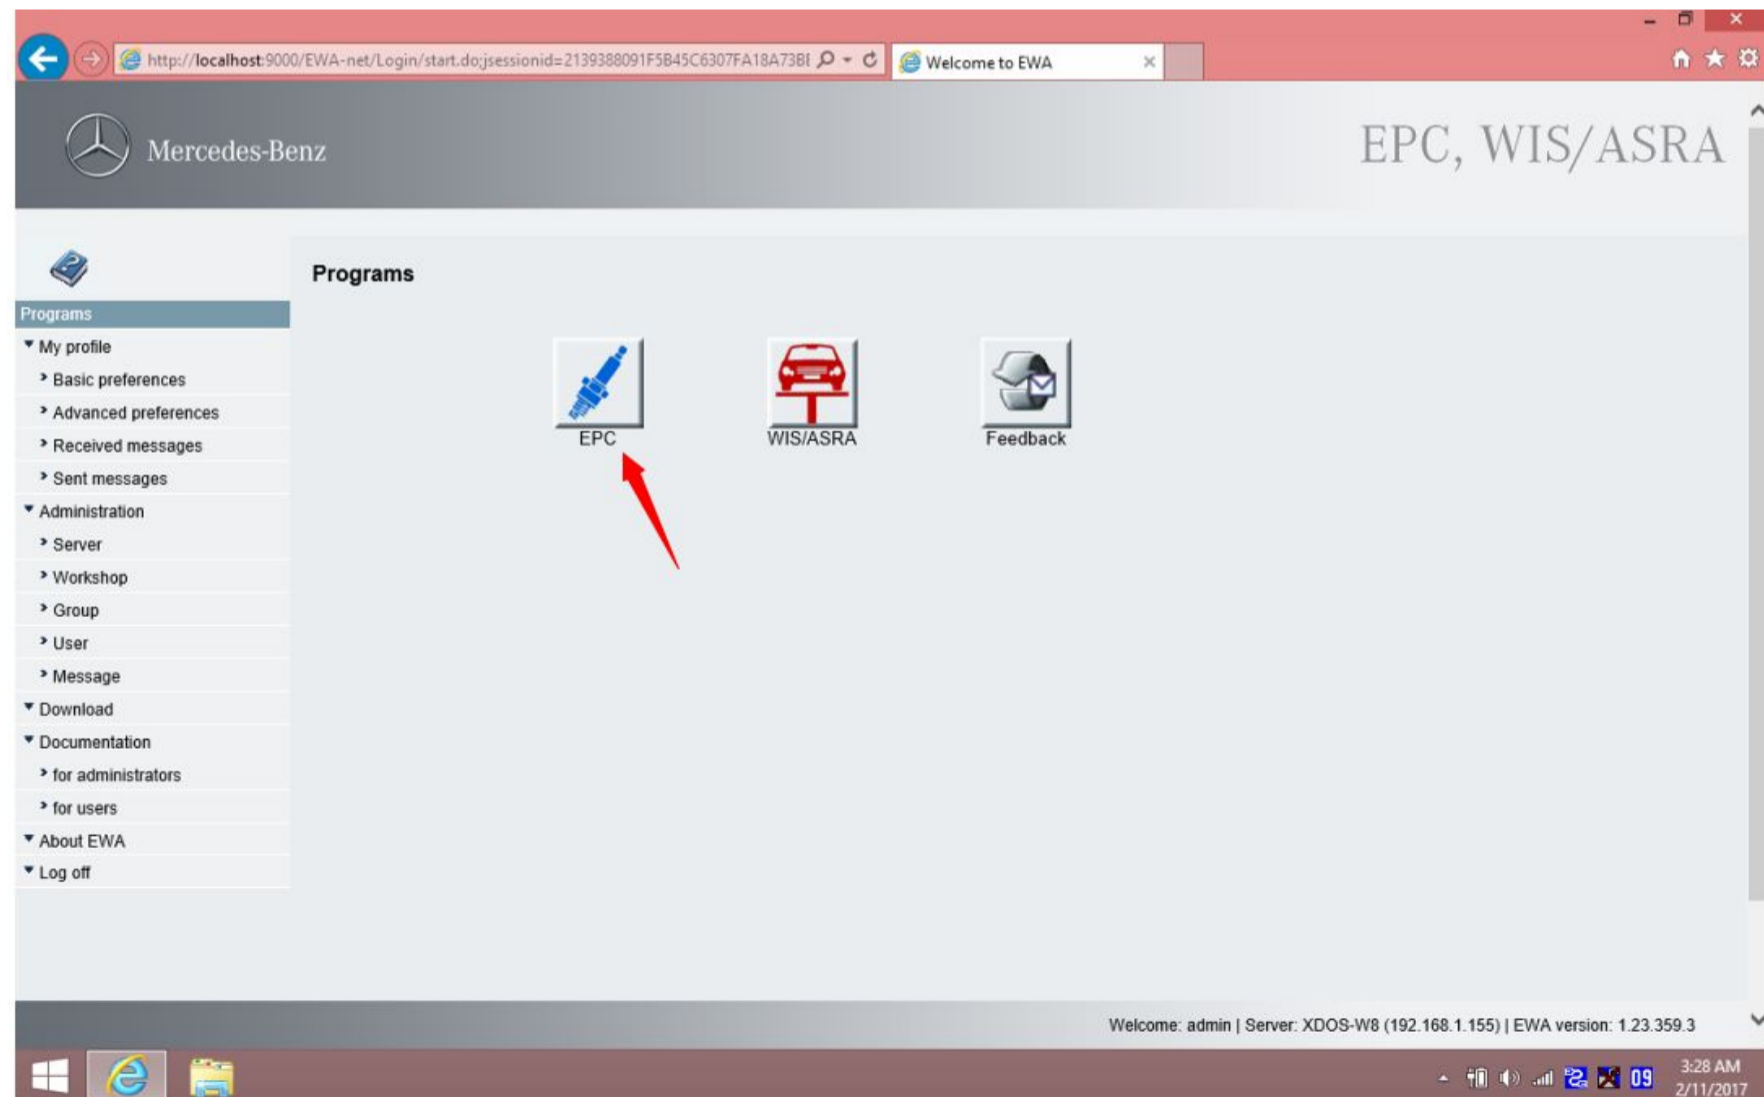 http://localhost:9000/EWA-net/Login/start.do;jsessionid=2139388091F5B45C6307FA18A73BE
Welcome to EWA
Mercedes-Benz
EPC, WIS/ASRA
Programs
Programs
My profile
Basic preferences
Advanced preferences
Received messages
Sent messages
Administration
Server
Workshop
Group
User
Message
Download
Documentation
for administrators
for users
About EWA
Log off
EPC
WIS/ASRA
Feedback
Welcome: admin | Server: XDOS-W8 (192.168.1.155) | EWA version: 1.23.359.3
09
3:28 AM
2/11/2017